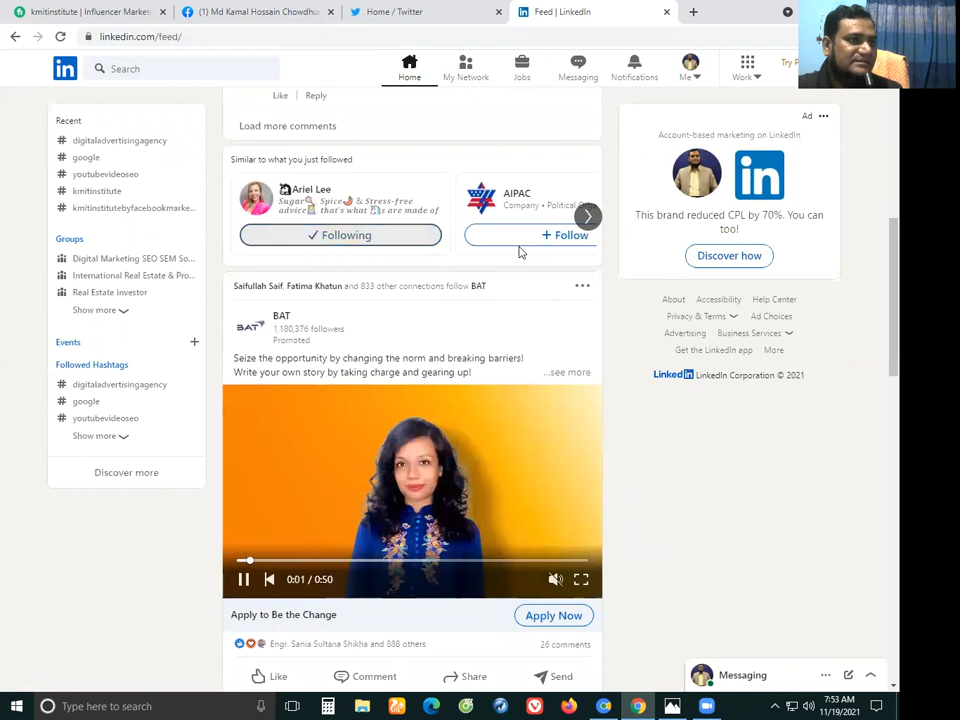 kmitinstitute | Influencer Marketi
(1) Md Kamal Hossain Chowdhu
Home / Twitter
Feed | LinkedIn
linkedin.com/feed/
in
Search
Home
My Network
Jobs
Messaging
Notifications
Me
Work
Try P
Recent
# digitaladvertisingagency
# google
# youtubevideoseo
# kmitinstitute
# kmitinstitutebyfacebookmarke...
Groups
Digital Marketing SEO SEM So...
International Real Estate & Pro...
Real Estate Investor
Show more
Events +
Followed Hashtags
# digitaladvertisingagency
# google
# youtubevideoseo
Show more
Discover more
Like Reply
Load more comments
Similar to what you just followed
Ariel Lee
Sugar Spice & Stress-free
advice that's what are made of
Following
AIPAC
Company • Political
+ Follow
Saifullah Saif, Fatima Khatun and 833 other connections follow BAT
BAT
BAT
1,180,376 followers
Promoted
Seize the opportunity by changing the norm and breaking barriers!
Write your own story by taking charge and gearing up!
...see more
0:01 / 0:50
Apply to Be the Change
Apply Now
Engr. Sania Sultana Shikha and 888 others
26 comments
Like
Comment
Share
Send
Ad
Account-based marketing on LinkedIn
in
This brand reduced CPL by 70%. You can
too!
Discover how
About Accessibility Help Center
Privacy & Terms Ad Choices
Advertising Business Services
Get the LinkedIn app More
Linkedin LinkedIn Corporation © 2021
Messaging
Type here to search
7:53 AM
11/19/2021